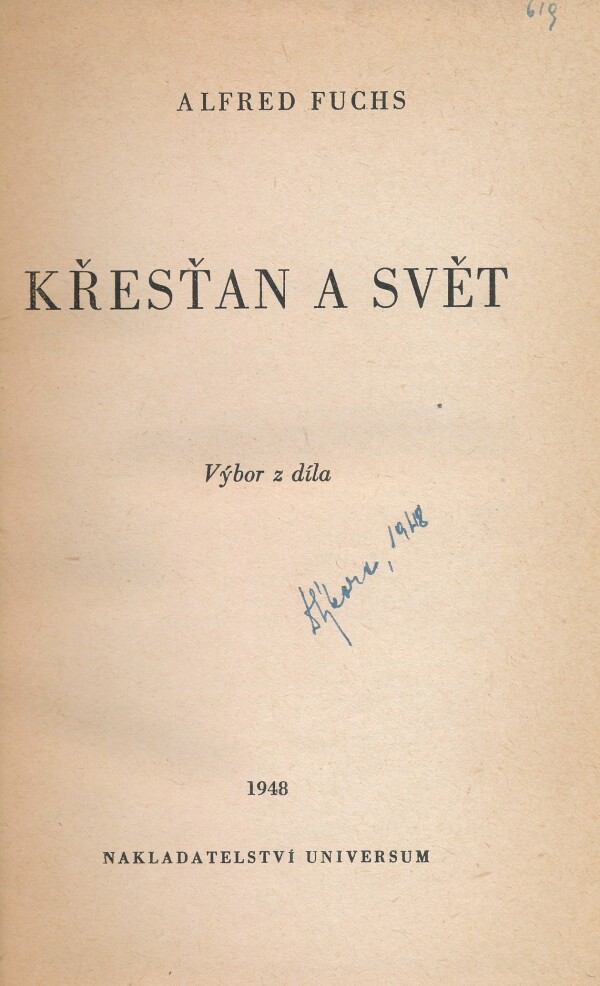 619
ALFRED FUCHS
KŘESŤAN A SVĚT
Výbor z díla
1948
1948
NAKLADATELSTVÍ UNIVERSUM